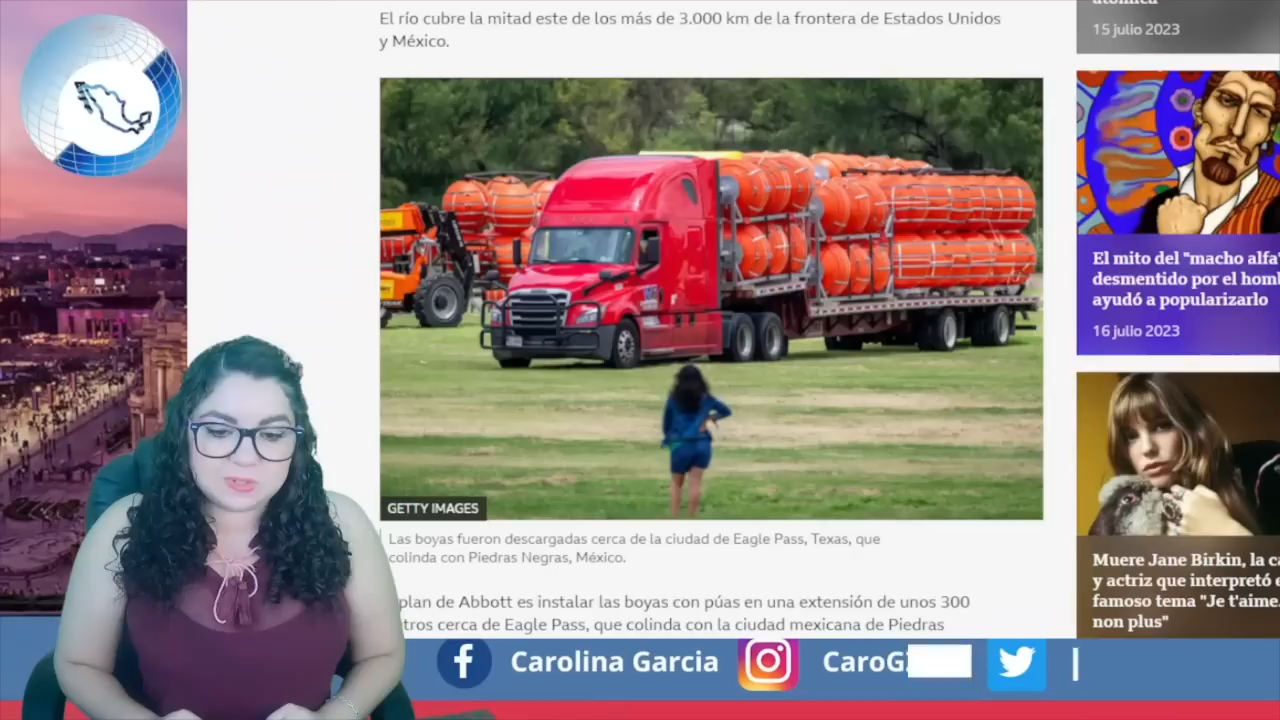 El río cubre la mitad este de los más de 3.000 km de la frontera de Estados Unidos
y México.
GETTY IMAGES
Las boyas fueron descargadas cerca de la ciudad de Eagle Pass, Texas, que
colinda con Piedras Negras, México.
plan de Abbott es instalar las boyas con púas en una extensión de unos 300
cerca de Eagle Pass, que colinda con la ciudad mexicana de Piedras
15 julio 2023
El mito del "macho alfa"
desmentido por el
ayudó a popularizarlo
16 julio 2023
Muere Jane Birkin, la
y actriz que interpretó
famoso tema "Je t'aime
non plus"
Carolina Garcia